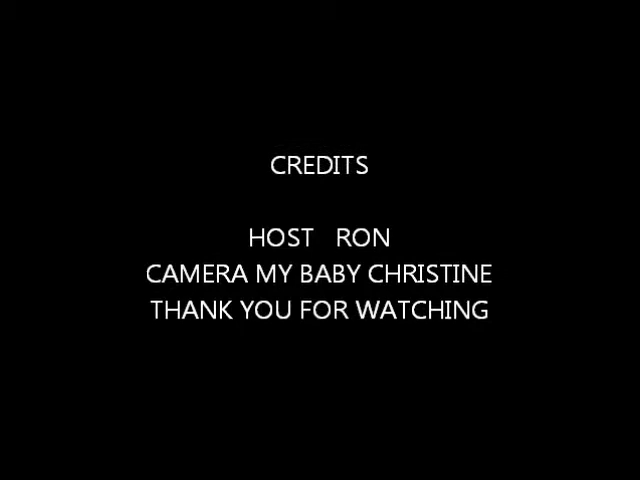 CREDITS
HOST   RON
CAMERA MY BABY CHRISTINE
THANK YOU FOR WATCHING